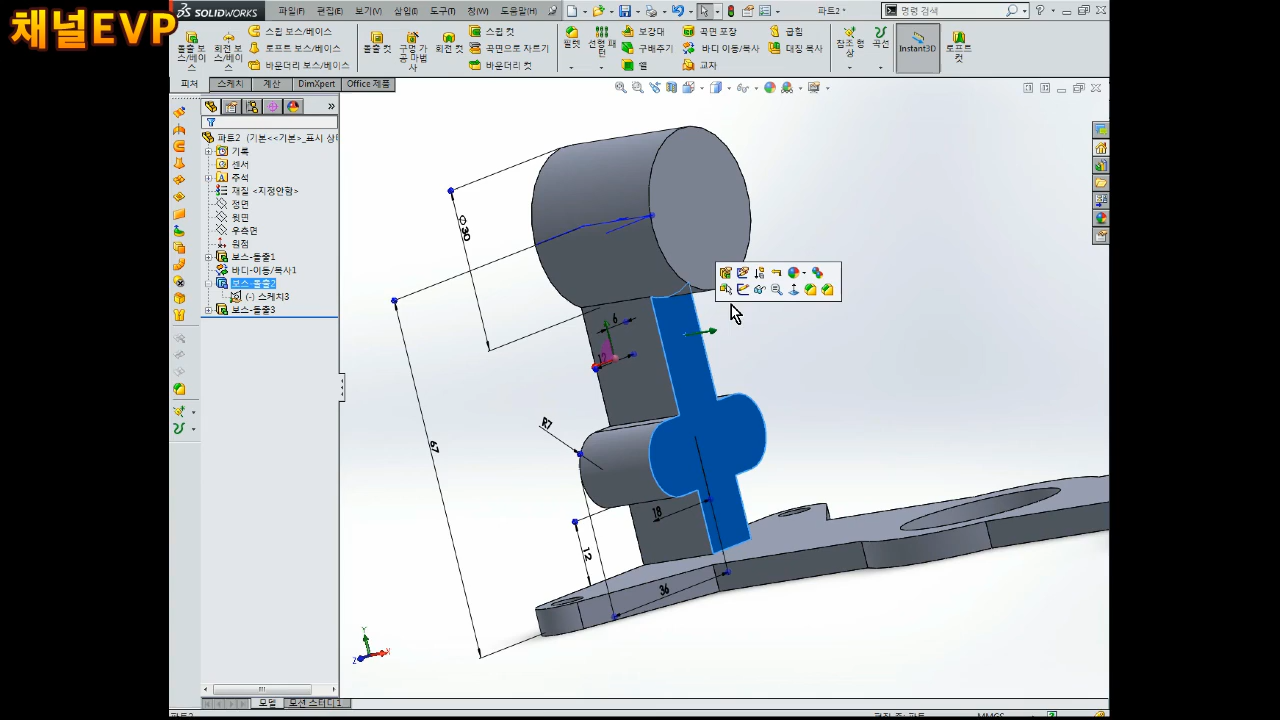 채널EVP
SOLIDWORKS
파일(F) 편집(E) 보기(V) 삽입(I) 도구(T) 창(W) 도움말(H)
파트2 *
명령 검색
돌출 보스/베이스
회전 보스/베이스
스윕 보스/베이스
로프트 보스/베이스
바운더리 보스/베이스
돌출 컷
구멍 가공 마법사
회전 컷
스윕 컷
곡면으로 자르기
바운더리 컷
필렛
선형 패턴
보강대
구배주기
쉘
곡면 포장
바디 이동/복사
교차
굽힘
대칭 복사
참조 형상
곡선
Instant3D
로프트 컷
피처 스케치 계산 DimXpert Office 제품
파트2 (기본<<기본>_표시 상
기록
센서
주석
재질 <지정안함>
정면
윗면
우측면
원점
보스-돌출1
바디-이동/복사1
보스-돌출2
(-) 스케치3
보스-돌출3
30
6
12
R7
67
18
12
36
Y
X
Z
모델 모션 스터디1